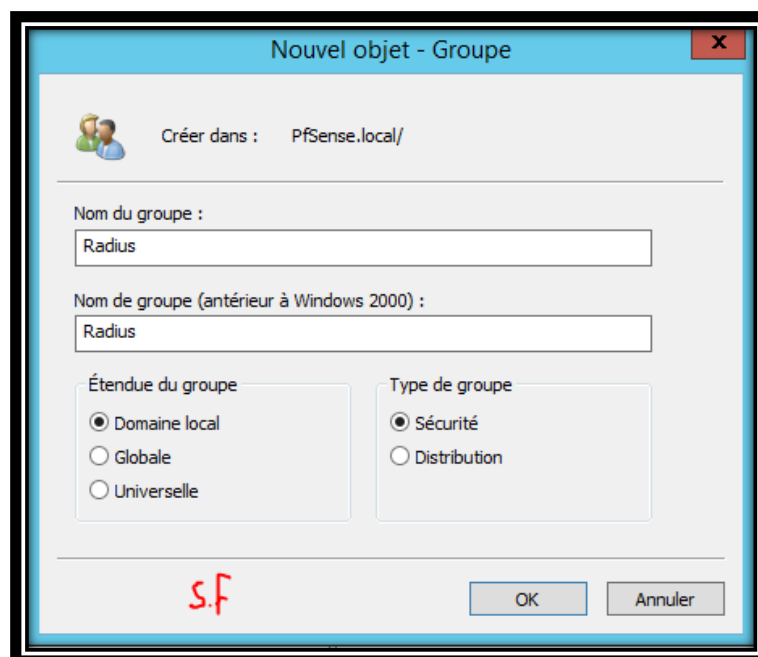 Nouvel objet - Groupe
x
Créer dans : PfSense.local/
Nom du groupe :
Radius
Nom de groupe (antérieur à Windows 2000) :
Radius
Étendue du groupe
Domaine local
Globale
Universelle
Type de groupe
Sécurité
Distribution
S.F
OK Annuler